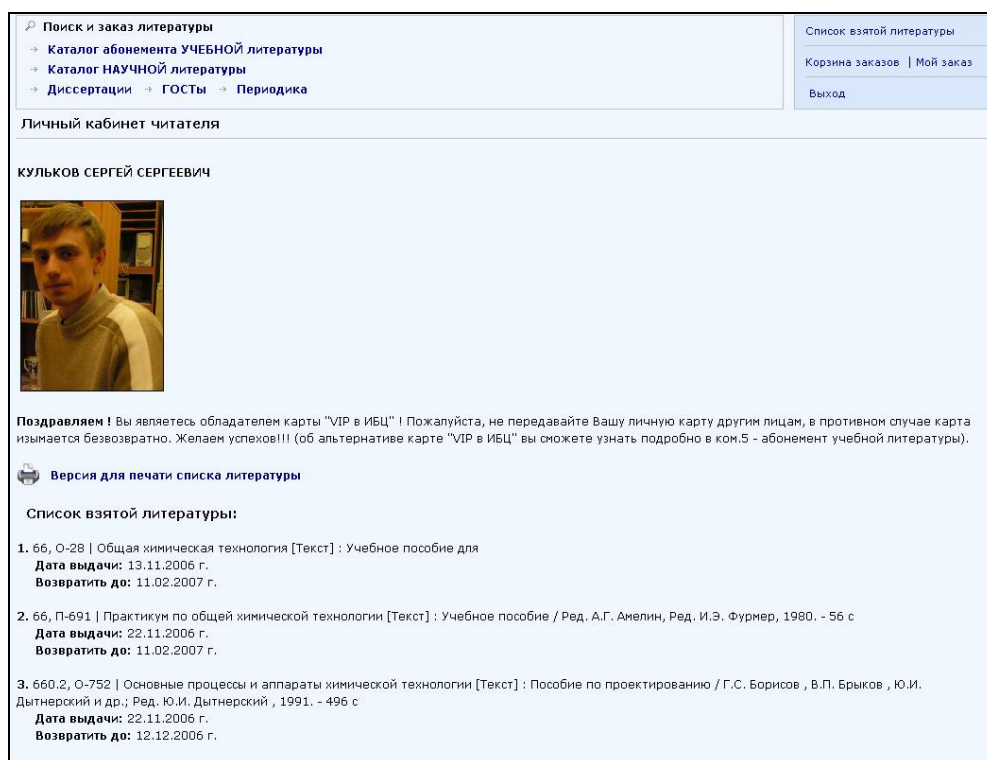 Поиск и заказ литературы
→ Каталог абонемента УЧЕБНОЙ литературы
→ Каталог НАУЧНОЙ литературы
→ Диссертации → ГОСТы → Периодика
Список взятой литературы
Корзина заказов | Мой заказ
Выход
Личный кабинет читателя
КУЛЬКОВ СЕРГЕЙ СЕРГЕЕВИЧ
Поздравляем ! Вы являетесь обладателем карты "VIP в ИБЦ" ! Пожалуйста, не передавайте Вашу личную карту другим лицам, в противном случае карта
изымается безвозвратно. Желаем успехов!!! (об альтернативе карте "VIP в ИБЦ" вы сможете узнать подробно в ком.5 - абонемент учебной литературы).
Версия для печати списка литературы
Список взятой литературы:
1. 66, О-28 | Общая химическая технология [Текст] : Учебное пособие для
Дата выдачи: 13.11.2006 г.
Возвратить до: 11.02.2007 г.
2. 66, П-691 | Практикум по общей химической технологии [Текст] : Учебное пособие / Ред. А.Г. Амелин, Ред. И.Э. Фурмер, 1980. - 56 с
Дата выдачи: 22.11.2006 г.
Возвратить до: 11.02.2007 г.
3. 660.2, О-752 | Основные процессы и аппараты химической технологии [Текст] : Пособие по проектированию / Г.С. Борисов , В.П. Брыков , Ю.И.
Дытнерский и др.; Ред. Ю.И. Дытнерский , 1991. - 496 с
Дата выдачи: 22.11.2006 г.
Возвратить до: 12.12.2006 г.